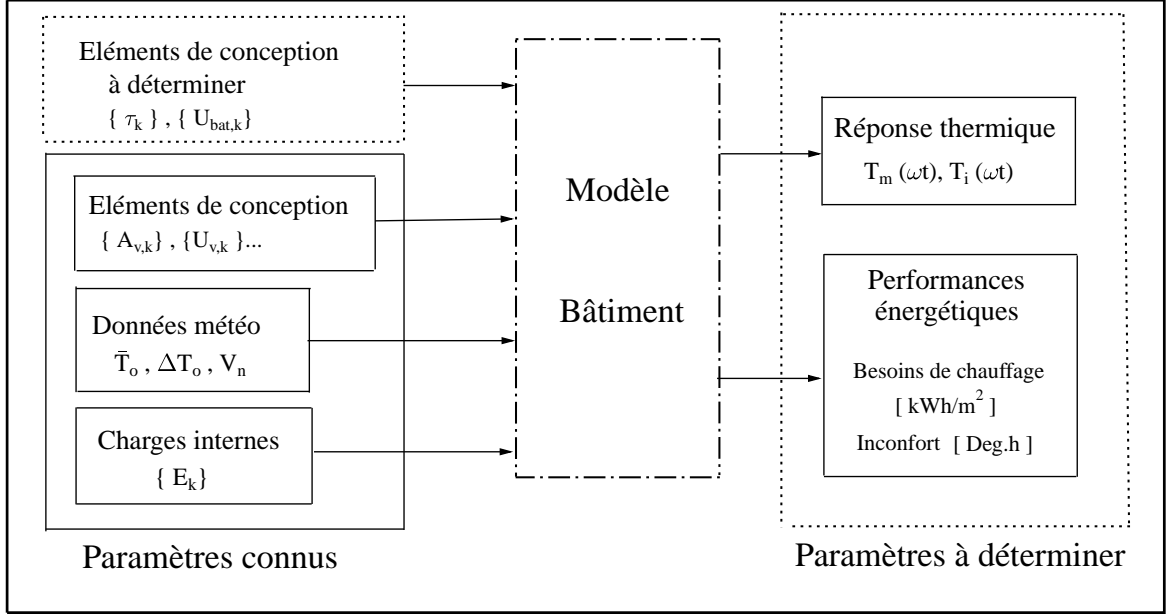 Eléments de conception
à déterminer
{ τk } , { Ubat,k}
Eléments de conception
{ Av,k} , {Uv,k }...
Données météo
T̄o , ΔTo , Vn
Charges internes
{ Ek}
Paramètres connus
Modèle
Bâtiment
Réponse thermique
Tm (ωt), Ti (ωt)
Performances
énergétiques
Besoins de chauffage
[ kWh/m2 ]
Inconfort [ Deg.h ]
Paramètres à déterminer